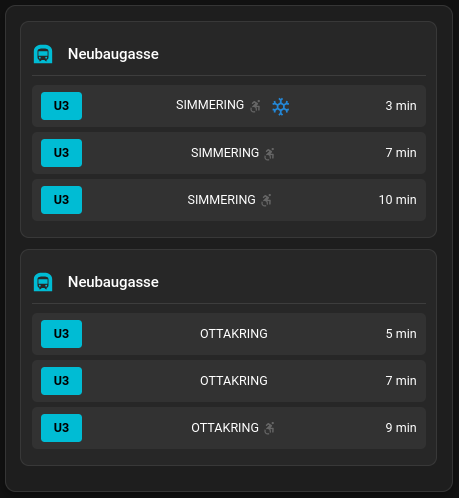 Neubaugasse
U3 SIMMERING 3 min
U3 SIMMERING 7 min
U3 SIMMERING 10 min
Neubaugasse
U3 OTTAKRING 5 min
U3 OTTAKRING 7 min
U3 OTTAKRING 9 min